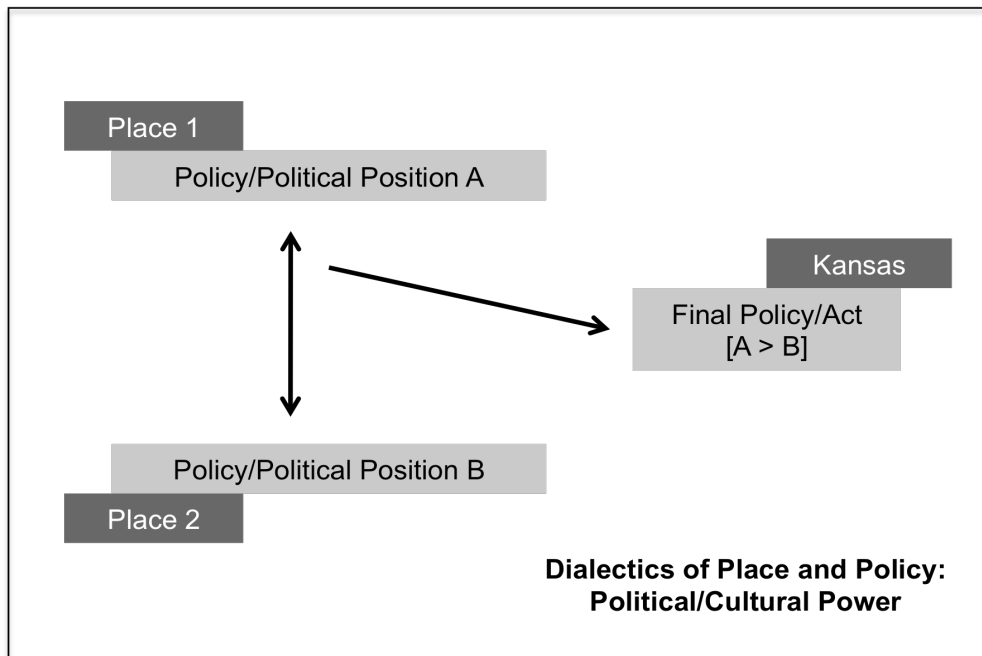 Place 1
Policy/Political Position A
Kansas
Final Policy/Act
[A > B]
Policy/Political Position B
Place 2
Dialectics of Place and Policy:
Political/Cultural Power